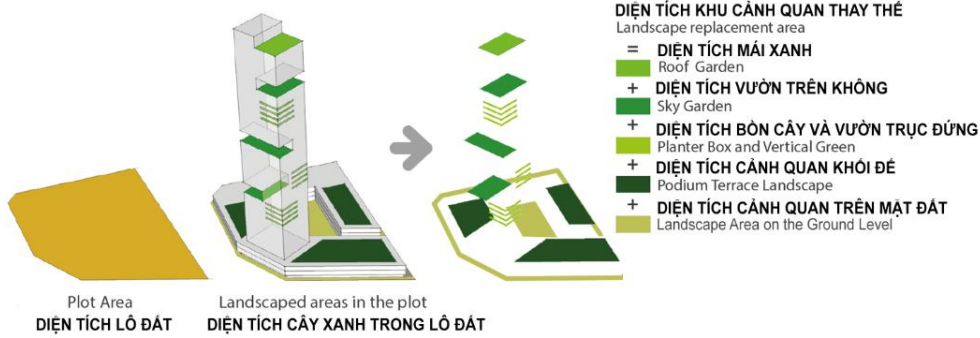 DIỆN TÍCH KHU CẢNH QUAN THAY THẾ
Landscape replacement area
= DIỆN TÍCH MÁI XANH
Roof Garden
+ DIỆN TÍCH VƯỜN TRÊN KHÔNG
Sky Garden
+ DIỆN TÍCH BỒN CÂY VÀ VƯỜN TRỤC ĐỨNG
Planter Box and Vertical Green
+ DIỆN TÍCH CẢNH QUAN KHỐI ĐẾ
Podium Terrace Landscape
+ DIỆN TÍCH CẢNH QUAN TRÊN MẶT ĐẤT
Landscape Area on the Ground Level
Plot Area
DIỆN TÍCH LÔ ĐẤT
Landscaped areas in the plot
DIỆN TÍCH CÂY XANH TRONG LÔ ĐẤT